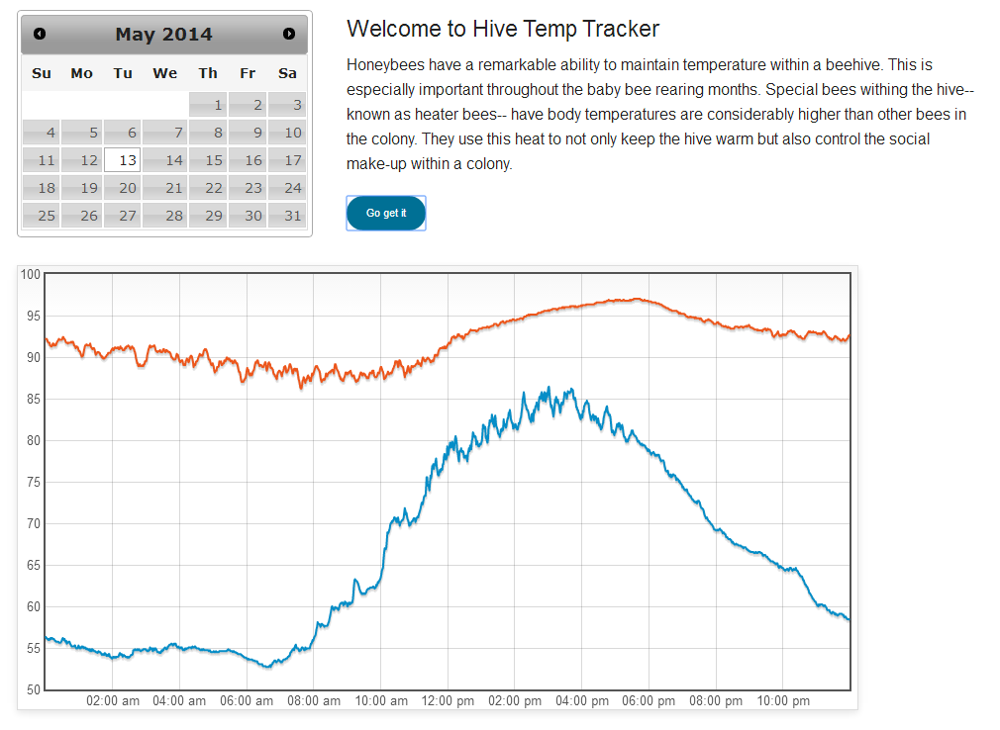 May 2014
Su Mo Tu We Th Fr Sa
1 2 3
4 5 6 7 8 9 10
11 12 13 14 15 16 17
18 19 20 21 22 23 24
25 26 27 28 29 30 31
Welcome to Hive Temp Tracker
Honeybees have a remarkable ability to maintain temperature within a beehive. This is
especially important throughout the baby bee rearing months. Special bees withing the hive--
known as heater bees-- have body temperatures are considerably higher than other bees in
the colony. They use this heat to not only keep the hive warm but also control the social
make-up within a colony.
Go get it
100
95
90
85
80
75
70
65
60
55
50
02:00 am 04:00 am 06:00 am 08:00 am 10:00 am 12:00 pm 02:00 pm 04:00 pm 06:00 pm 08:00 pm 10:00 pm